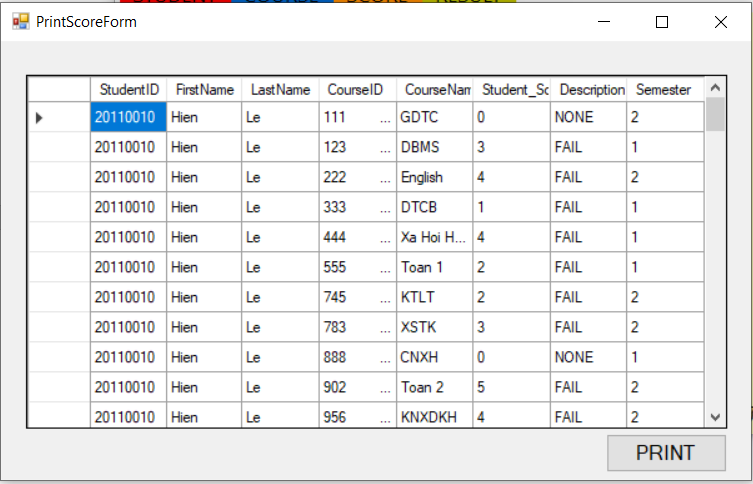 STUDENT COURSE SCORE RESULT
PrintScoreForm
StudentID FirstName LastName CourseID CourseNam Student_Sc Description Semester
20110010 Hien Le 111 ... GDTC 0 NONE 2
20110010 Hien Le 123 ... DBMS 3 FAIL 1
20110010 Hien Le 222 ... English 4 FAIL 2
20110010 Hien Le 333 ... DTCB 1 FAIL 1
20110010 Hien Le 444 ... Xa Hoi H... 4 FAIL 1
20110010 Hien Le 555 ... Toan 1 2 FAIL 1
20110010 Hien Le 745 ... KTLT 2 FAIL 2
20110010 Hien Le 783 ... XSTK 3 FAIL 2
20110010 Hien Le 888 ... CNXH 0 NONE 1
20110010 Hien Le 902 ... Toan 2 5 FAIL 2
20110010 Hien Le 956 ... KNXDKH 4 FAIL 2
PRINT